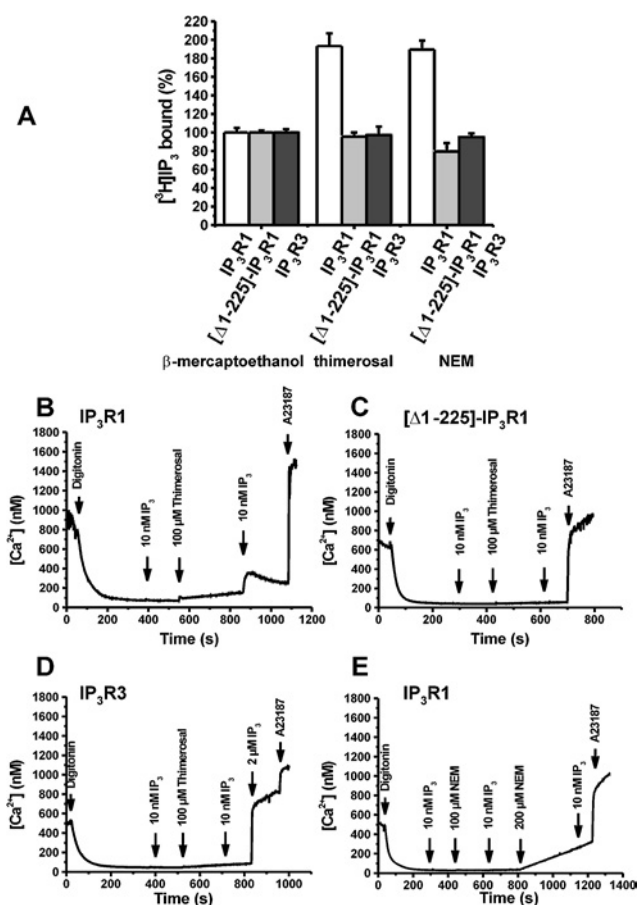 A
[³H]IP₃ bound (%)
220
200
180
160
140
120
100
80
60
40
20
0
IP₃R1
[Δ1-225]-IP₃R1
IP₃R3
IP₃R1
[Δ1-225]-IP₃R1
IP₃R3
IP₃R1
[Δ1-225]-IP₃R1
IP₃R3
β-mercaptoethanol thimerosal NEM
B IP₃R1
[Ca²⁺] (nM)
1800
1600
1400
1200
1000
800
600
400
200
0
Digitonin
10 nM IP₃
100 µM Thimerosal
10 nM IP₃
A23187
0 200 400 600 800 1000 1200
Time (s)
C [Δ1-225]-IP₃R1
[Ca²⁺] (nM)
1800
1600
1400
1200
1000
800
600
400
200
0
Digitonin
10 nM IP₃
100 µM Thimerosal
10 nM IP₃
A23187
0 200 400 600 800
Time (s)
D IP₃R3
[Ca²⁺] (nM)
1800
1600
1400
1200
1000
800
600
400
200
0
Digitonin
10 nM IP₃
100 µM Thimerosal
10 nM IP₃
2 µM IP₃
A23187
0 200 400 600 800 1000
Time (s)
E IP₃R1
[Ca²⁺] (nM)
1800
1600
1400
1200
1000
800
600
400
200
0
Digitonin
10 nM IP₃
100 µM NEM
10 nM IP₃
200 µM NEM
10 nM IP₃
A23187
0 200 400 600 800 1000 1200
Time (s)